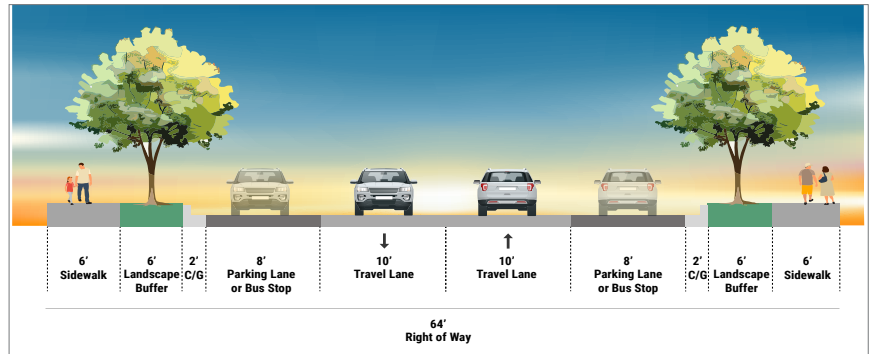 6’
Sidewalk
6’
Landscape
Buffer
2’
C/G
8’
Parking Lane
or Bus Stop
10’
Travel Lane
10’
Travel Lane
8’
Parking Lane
or Bus Stop
2’
C/G
6’
Landscape
Buffer
6’
Sidewalk
64’
Right of Way